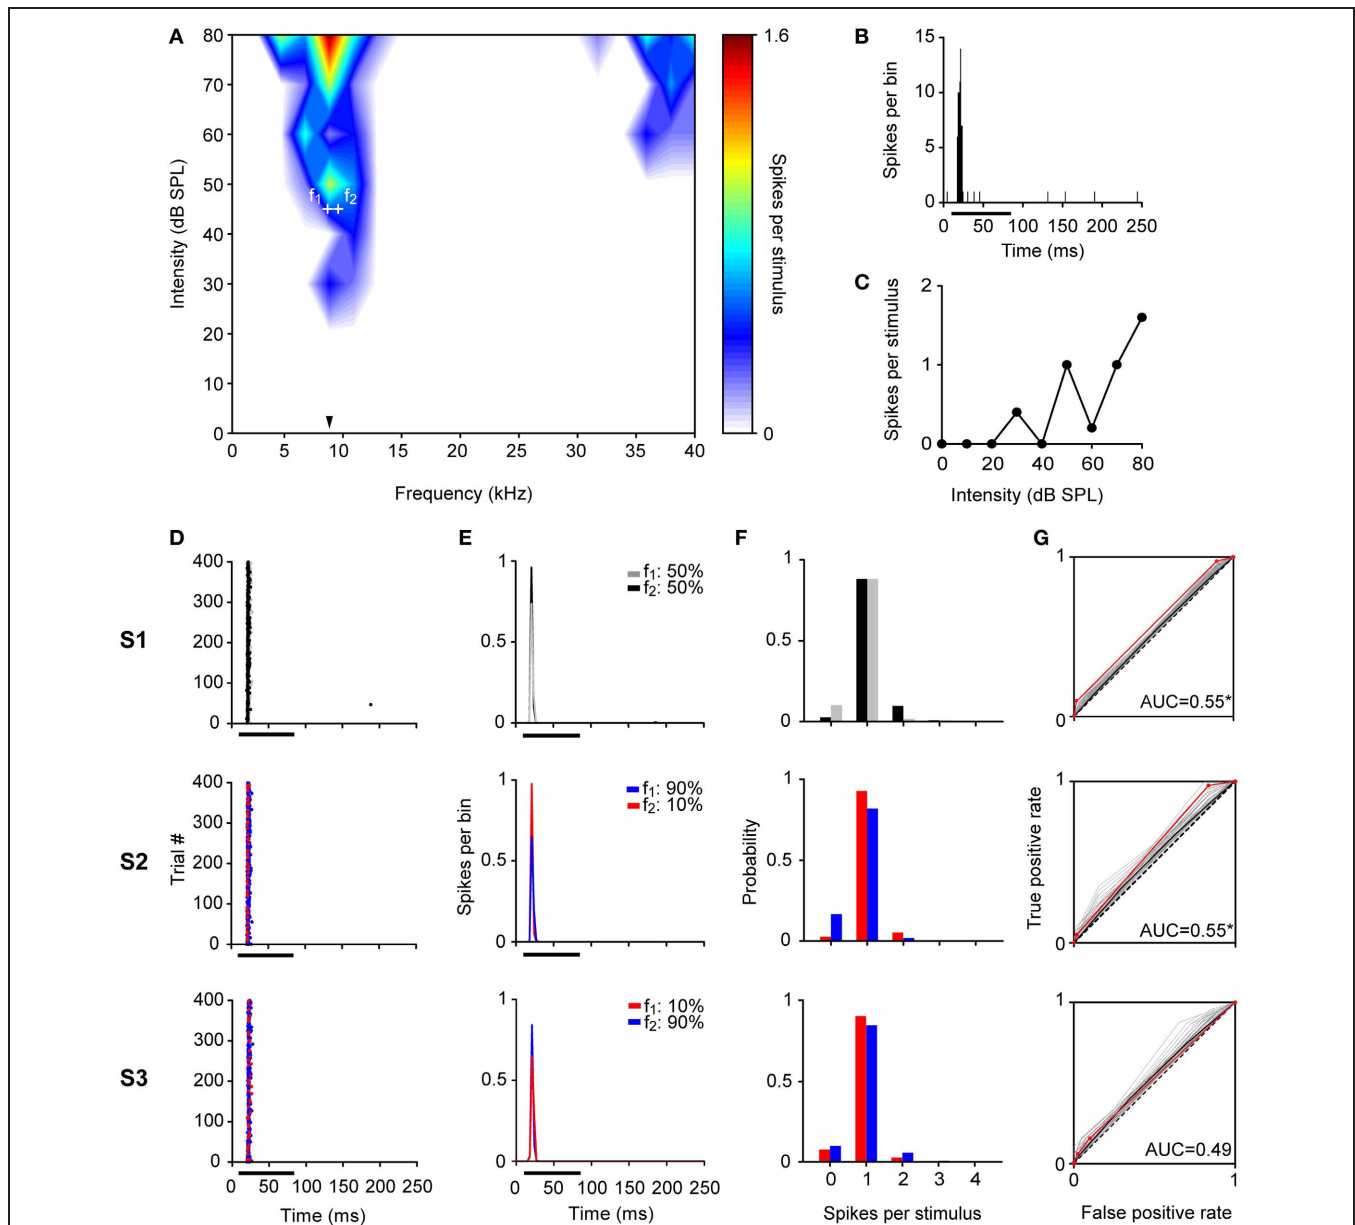 A
80
70
60
50
40
30
20
10
0
f1 f2
Intensity (dB SPL)
0 5 10 15 20 25 30 35 40
Frequency (kHz)
1.6
0
Spikes per stimulus
B
15
10
5
0
Spikes per bin
0 50 100 150 200 250
Time (ms)
C
2
1
0
Spikes per stimulus
0 20 40 60 80
Intensity (dB SPL)
D
E
F
G
S1
400
300
200
100
0
1
0.5
0
f1: 50%
f2: 50%
1
0.5
0
1
0
AUC=0.55*
S2
Trial #
400
300
200
100
0
Spikes per bin
1
0.5
0
f1: 90%
f2: 10%
Probability
1
0.5
0
True positive rate
1
0
AUC=0.55*
S3
400
300
200
100
0
0 50 100 150 200 250
Time (ms)
1
0.5
0
f1: 10%
f2: 90%
0 50 100 150 200 250
Time (ms)
1
0.5
0
0 1 2 3 4
Spikes per stimulus
1
0
AUC=0.49
0 1
False positive rate